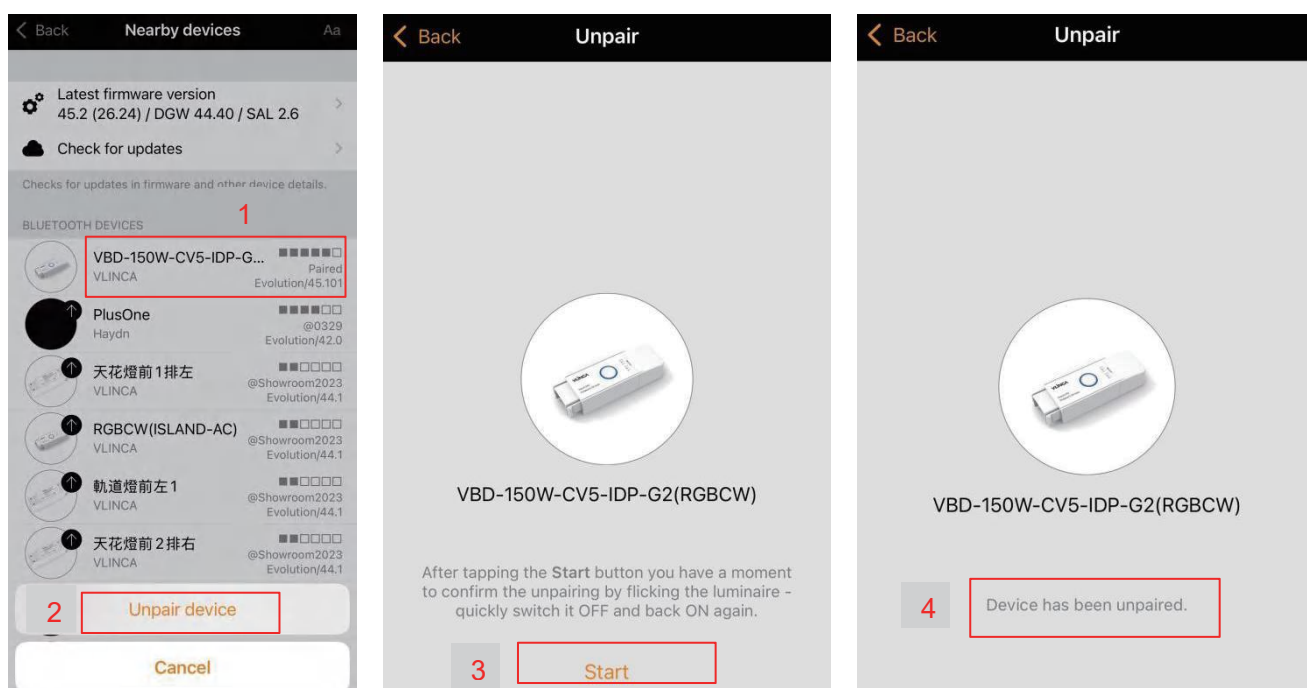 Back
Nearby devices
Aa
Latest firmware version
45.2 (26.24) / DGW 44.40 / SAL 2.6
Check for updates
Checks for updates in firmware and other device details.
BLUETOOTH DEVICES
1
VBD-150W-CV5-IDP-G...
VLINCA
Paired
Evolution/45.101
PlusOne
Haydn
@0329
Evolution/42.0
天花燈前1排左
VLINCA
@Showroom2023
Evolution/44.1
RGBCW(ISLAND-AC)
VLINCA
@Showroom2023
Evolution/44.1
軌道燈前左1
VLINCA
@Showroom2023
Evolution/44.1
天花燈前2排右
VLINCA
@Showroom2023
Evolution/44.1
2
Unpair device
Cancel
Back
Unpair
VLINCA
VBD-150W-CV5-IDP-G2(RGBCW)
After tapping the Start button you have a moment
to confirm the unpairing by flicking the luminaire -
quickly switch it OFF and back ON again.
3
Start
Back
Unpair
VLINCA
VBD-150W-CV5-IDP-G2(RGBCW)
4
Device has been unpaired.